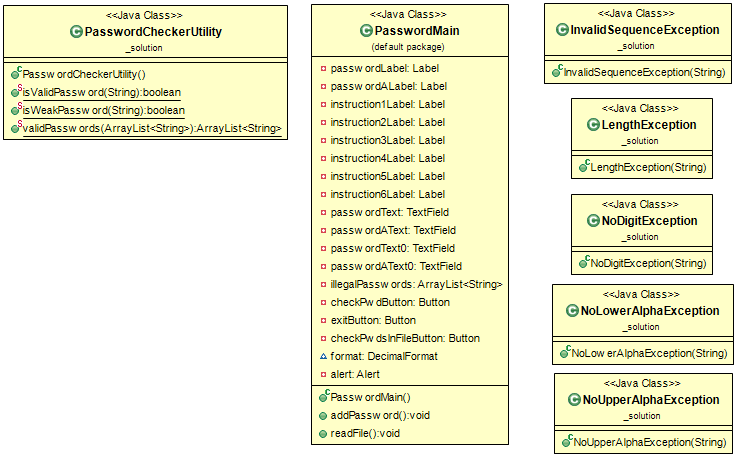 <<Java Class>>
PasswordCheckerUtility
_solution
PasswordCheckerUtility()
isValidPassword(String):boolean
isWeakPassword(String):boolean
validPasswords(ArrayList<String>):ArrayList<String>
<<Java Class>>
PasswordMain
(default package)
passwordLabel: Label
passwordALabel: Label
instruction1Label: Label
instruction2Label: Label
instruction3Label: Label
instruction4Label: Label
instruction5Label: Label
instruction6Label: Label
passwordText: TextField
passwordAText: TextField
passwordText0: TextField
passwordAText0: TextField
illegalPasswords: ArrayList<String>
checkPwdButton: Button
exitButton: Button
checkPwdsInFileButton: Button
format: DecimalFormat
alert: Alert
PasswordMain()
addPassword():void
readFile():void
<<Java Class>>
InvalidSequenceException
_solution
InvalidSequenceException(String)
<<Java Class>>
LengthException
_solution
LengthException(String)
<<Java Class>>
NoDigitException
_solution
NoDigitException(String)
<<Java Class>>
NoLowerAlphaException
_solution
NoLowerAlphaException(String)
<<Java Class>>
NoUpperAlphaException
_solution
NoUpperAlphaException(String)